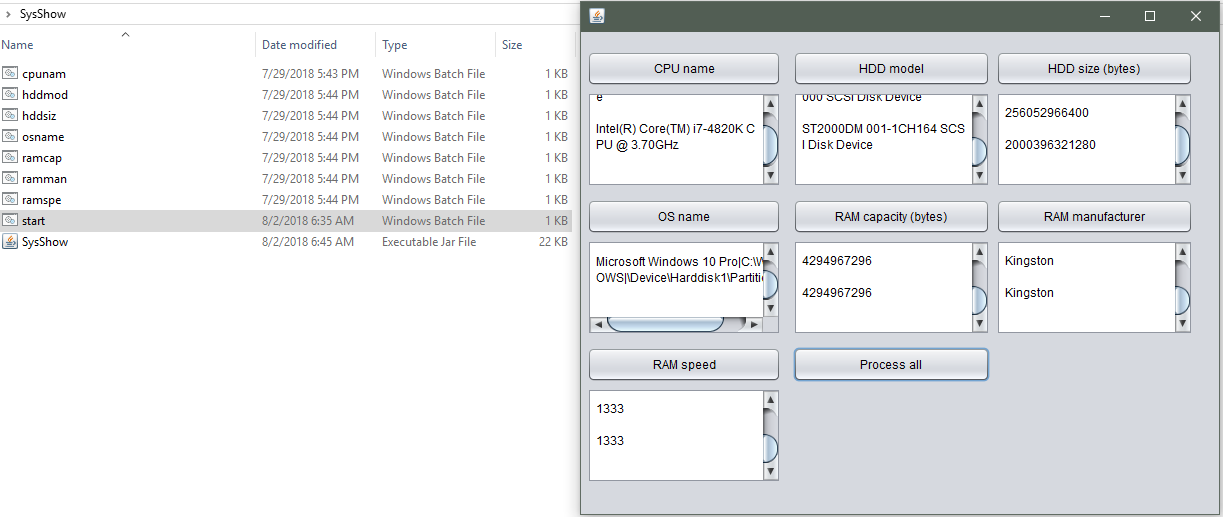 SysShow
Name Date modified Type Size
cpunam 7/29/2018 5:43 PM Windows Batch File 1 KB
hddmod 7/29/2018 5:44 PM Windows Batch File 1 KB
hddsiz 7/29/2018 5:44 PM Windows Batch File 1 KB
osname 7/29/2018 5:44 PM Windows Batch File 1 KB
ramcap 7/29/2018 5:44 PM Windows Batch File 1 KB
ramman 7/29/2018 5:44 PM Windows Batch File 1 KB
ramspe 7/29/2018 5:44 PM Windows Batch File 1 KB
start 8/2/2018 6:35 AM Windows Batch File 1 KB
SysShow 8/2/2018 6:45 AM Executable Jar File 22 KB
CPU name
e
Intel(R) Core(TM) i7-4820K C
PU @ 3.70GHz
HDD model
000 SCSI Disk Device
ST2000DM 001-1CH164 SCS
I Disk Device
HDD size (bytes)
256052966400
2000396321280
OS name
Microsoft Windows 10 Pro|C:\W
OWS|\Device\Harddisk1\Partitio
RAM capacity (bytes)
4294967296
4294967296
RAM manufacturer
Kingston
Kingston
RAM speed
1333
1333
Process all